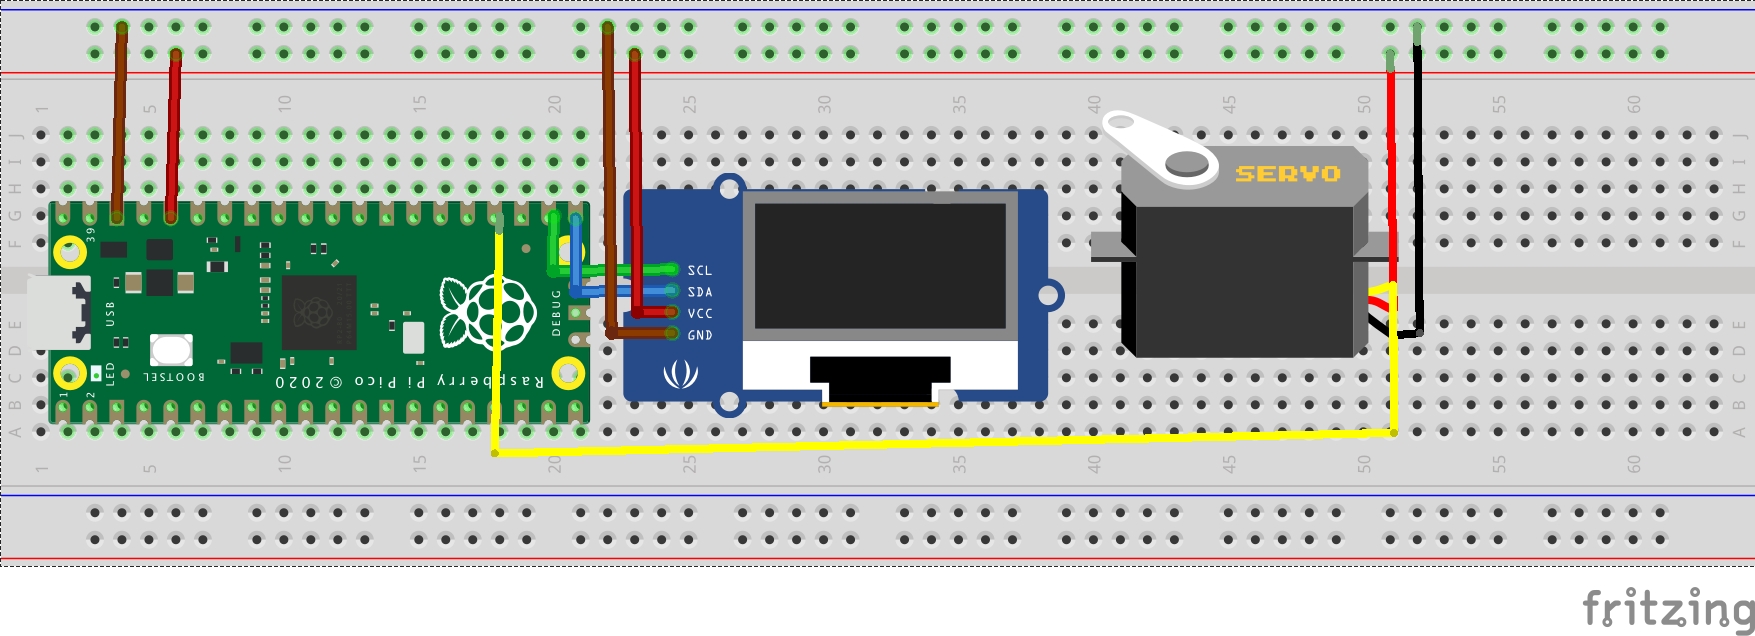 1 5 10 15 20 25 30 35 40 45 50 55 60
J J
I I
H H
G G
F F
SERVO
39
SCL
SDA
VCC
GND
USB
DEBUG
E E
D D
C C
B B
A A
LED
BOOTSEL
Raspberry Pi Pico ©2020
1
2
1 5 10 15 20 25 30 35 40 45 50 55 60
fritzing